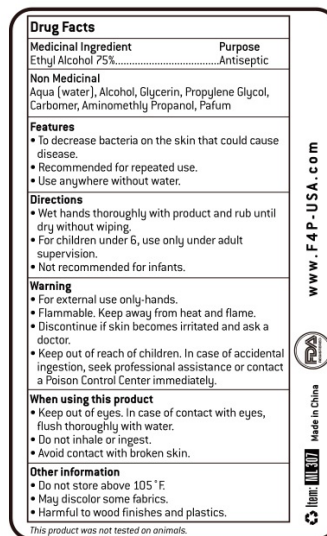 Drug Facts
Medicinal Ingredient Purpose
Ethyl Alcohol 75%......................................Antiseptic
Non Medicinal
Aqua (water), Alcohol, Glycerin, Propylene Glycol,
Carbomer, Aminomethly Propanol, Pafum
Features
• To decrease bacteria on the skin that could cause
disease.
• Recommended for repeated use.
• Use anywhere without water.
Directions
• Wet hands thoroughly with product and rub until
dry without wiping.
• For children under 6, use only under adult
supervision.
• Not recommended for infants.
Warning
• For external use only-hands.
• Flammable. Keep away from heat and flame.
• Discontinue if skin becomes irritated and ask a
doctor.
• Keep out of reach of children. In case of accidental
ingestion, seek professional assistance or contact
a Poison Control Center immediately.
When using this product
• Keep out of eyes. In case of contact with eyes,
flush thoroughly with water.
• Do not inhale or ingest.
• Avoid contact with broken skin.
Other information
• Do not store above 105˚F.
• May discolor some fabrics.
• Harmful to wood finishes and plastics.
This product was not tested on animals.
www.F4P-USA.com
FDA
Item: ML 307 Made in China